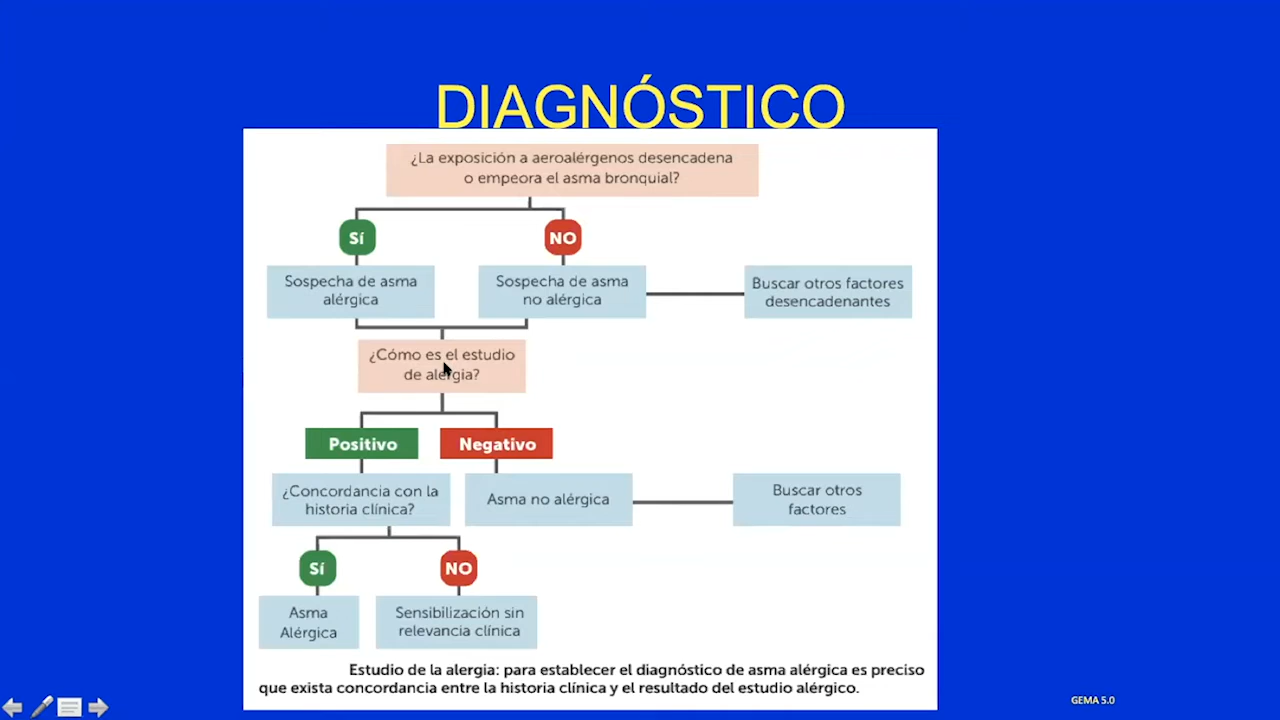 DIAGNÓSTICO
¿La exposición a aeroalérgenos desencadena
o empeora el asma bronquial?
Sí
NO
Sospecha de asma
alérgica
Sospecha de asma
no alérgica
Buscar otros factores
desencadenantes
¿Cómo es el estudio
de alergia?
Positivo
Negativo
¿Concordancia con la
historia clínica?
Asma no alérgica
Buscar otros
factores
Sí
NO
Asma
Alérgica
Sensibilización sin
relevancia clínica
Estudio de la alergia: para establecer el diagnóstico de asma alérgica es preciso
que exista concordancia entre la historia clínica y el resultado del estudio alérgico.
GEMA 5.0